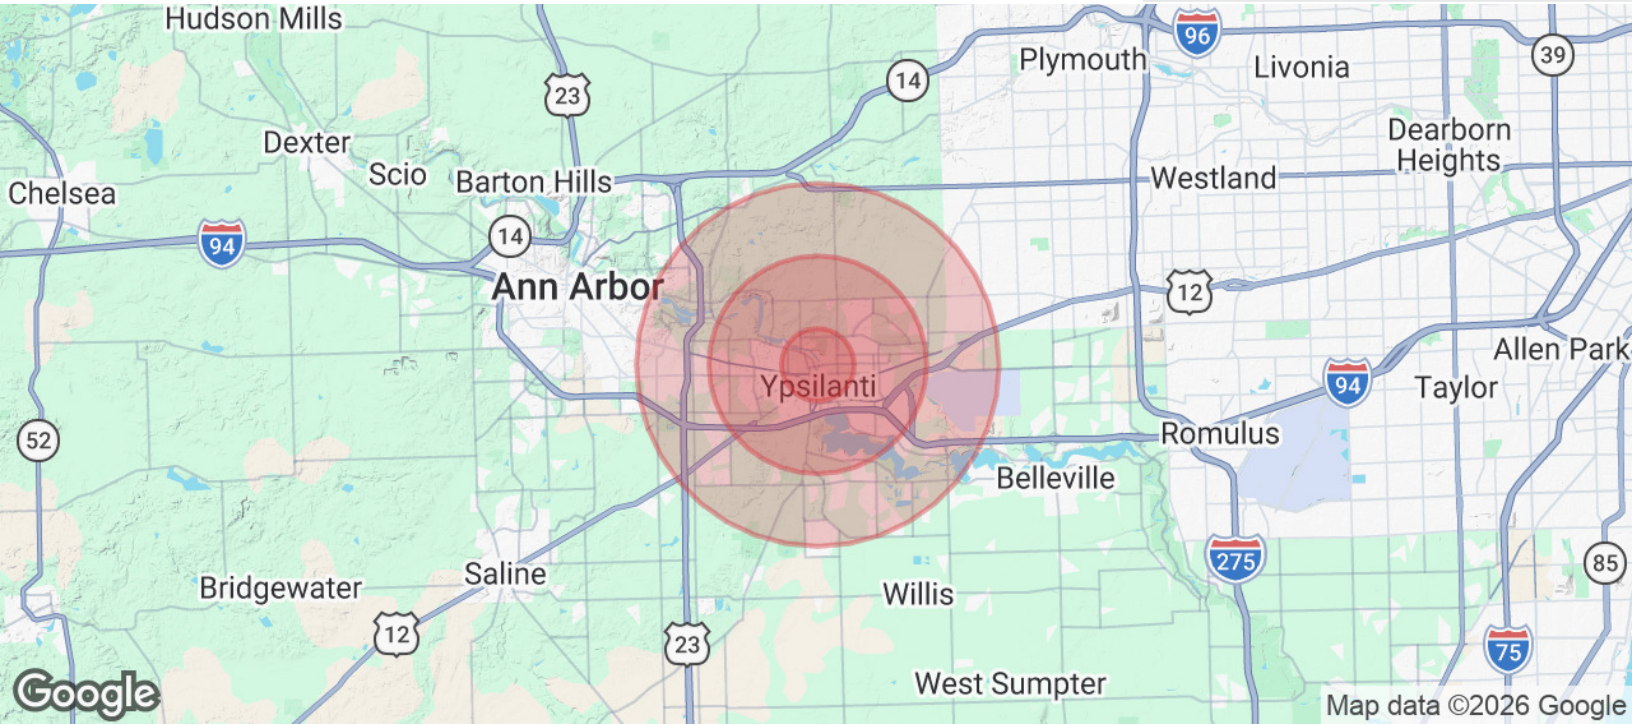 Hudson Mills
96
39
Plymouth
Livonia
14
23
Dearborn
Heights
Dexter
Scio
Barton Hills
Westland
Chelsea
94
14
Ann Arbor
12
Allen Park
94
Taylor
Ypsilanti
52
Romulus
Belleville
275
85
Saline
Bridgewater
Willis
12
23
75
West Sumpter
Google
Map data ©2026 Google